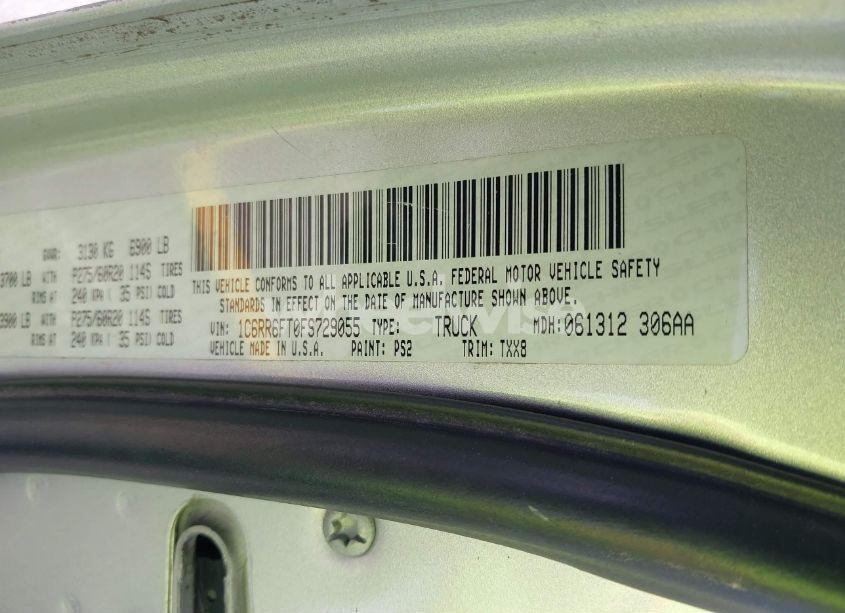 GVWR: 3130 KG 6900 LB
3700 LB WITH P275/60R20 114S TIRES
RIMS AT 240 KPA ( 35 PSI) COLD
3900 LB WITH P275/60R20 114S TIRES
RIMS AT 240 KPA ( 35 PSI) COLD
THIS VEHICLE CONFORMS TO ALL APPLICABLE U.S.A. FEDERAL MOTOR VEHICLE SAFETY
STANDARDS IN EFFECT ON THE DATE OF MANUFACTURE SHOWN ABOVE.
VIN: 1C6RR6FT0FS729055 TYPE: TRUCK MDH: 061312 306AA
VEHICLE MADE IN U.S.A. PAINT: PS2 TRIM: TXX8